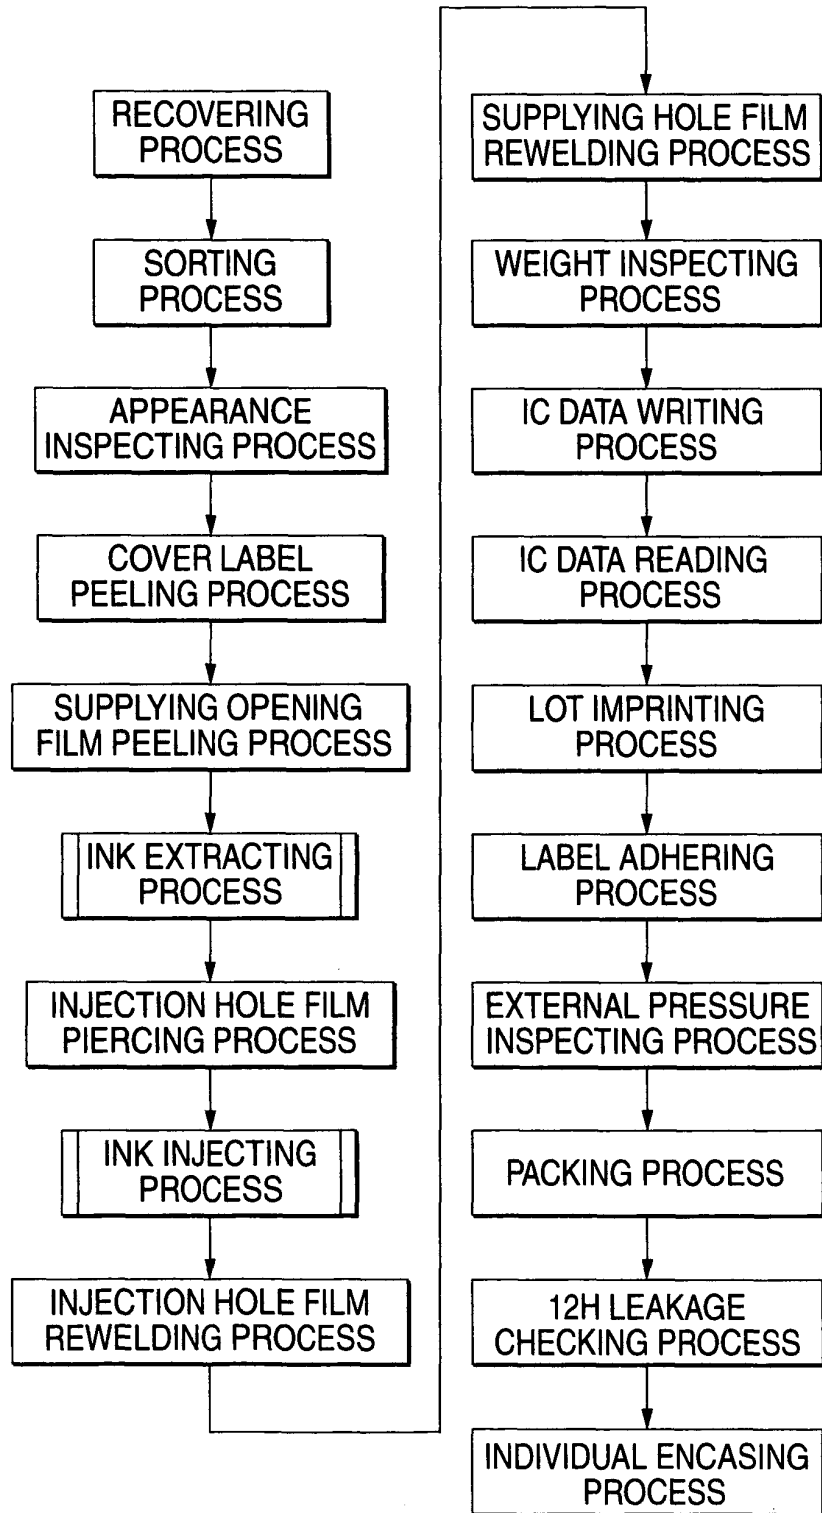 RECOVERING
PROCESS
SORTING
PROCESS
APPEARANCE
INSPECTING PROCESS
COVER LABEL
PEELING PROCESS
SUPPLYING OPENING
FILM PEELING PROCESS
INK EXTRACTING
PROCESS
INJECTION HOLE FILM
PIERCING PROCESS
INK INJECTING
PROCESS
INJECTION HOLE FILM
REWELDING PROCESS
SUPPLYING HOLE FILM
REWELDING PROCESS
WEIGHT INSPECTING
PROCESS
IC DATA WRITING
PROCESS
IC DATA READING
PROCESS
LOT IMPRINTING
PROCESS
LABEL ADHERING
PROCESS
EXTERNAL PRESSURE
INSPECTING PROCESS
PACKING PROCESS
12H LEAKAGE
CHECKING PROCESS
INDIVIDUAL ENCASING
PROCESS